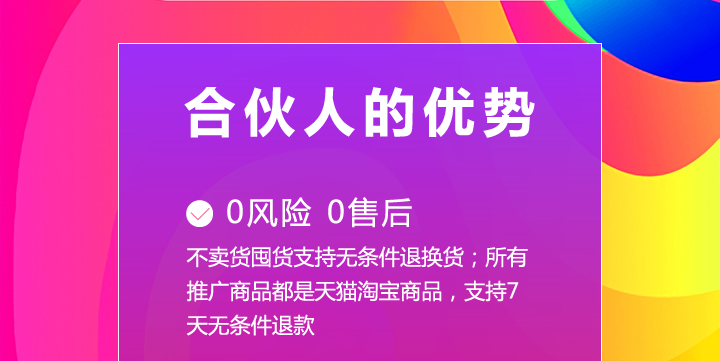 合伙人的优势
0风险 0售后
不卖货囤货支持无条件退换货；所有
推广商品都是天猫淘宝商品，支持7
天无条件退款